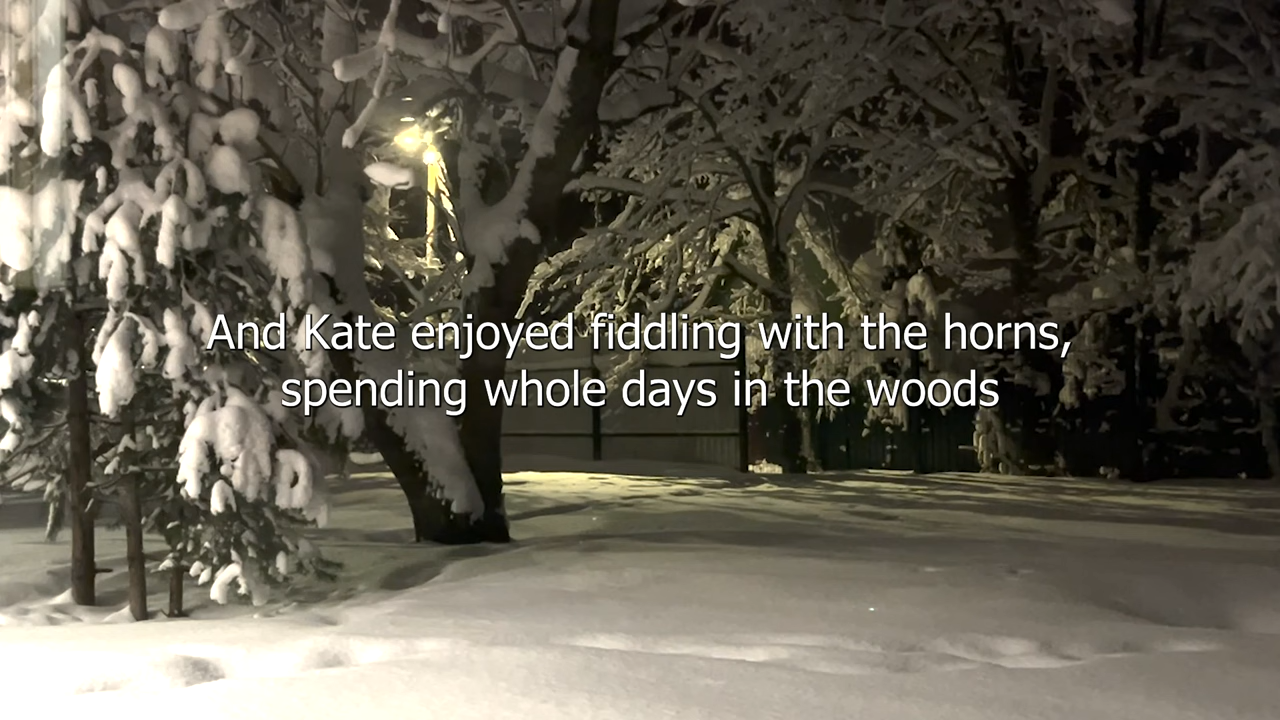 And Kate enjoyed fiddling with the horns,
spending whole days in the woods